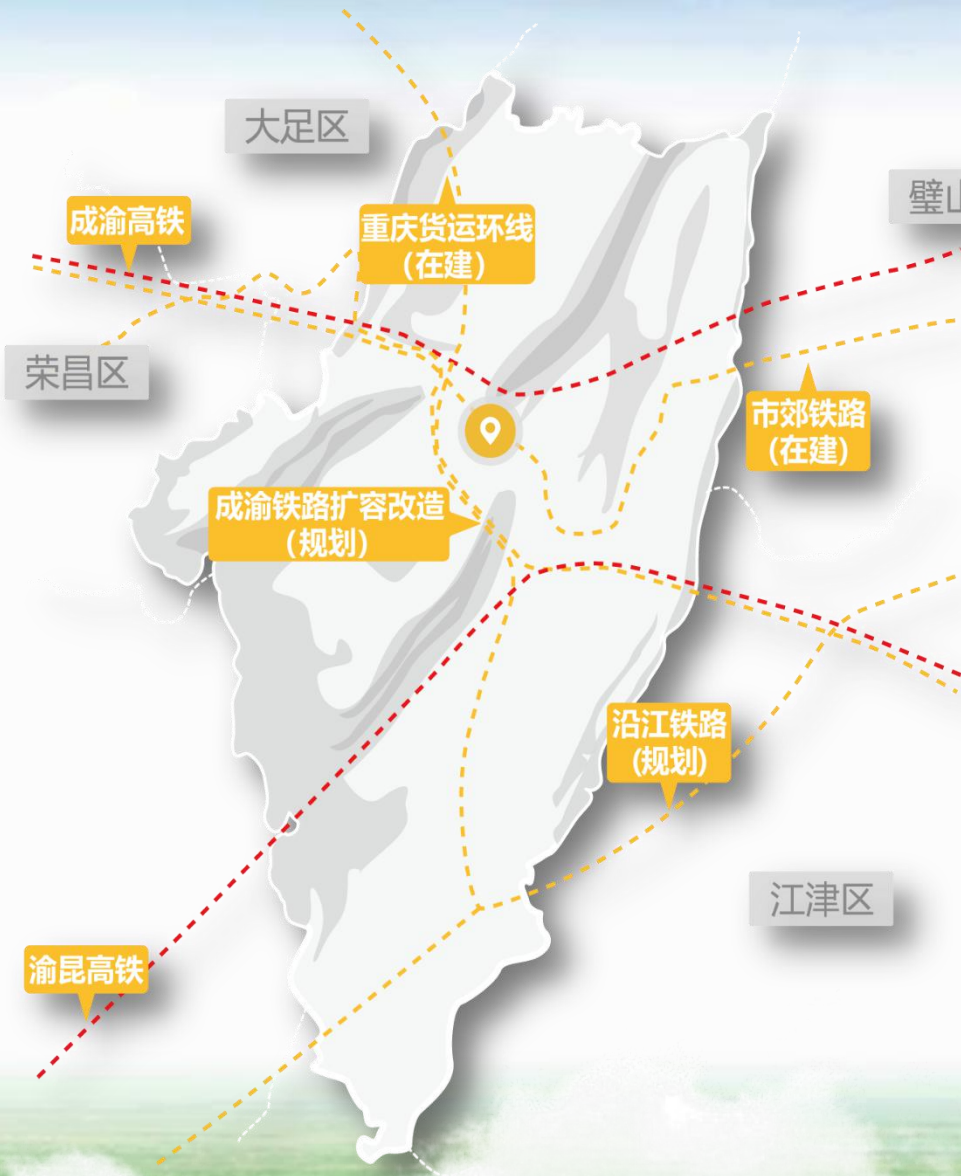 大足区
璧山
成渝高铁
重庆货运环线
(在建)
荣昌区
市郊铁路
(在建)
成渝铁路扩容改造
(规划)
沿江铁路
(规划)
江津区
渝昆高铁